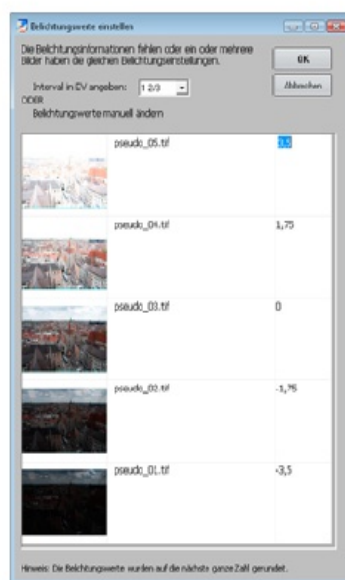 Belichtungswerte einstellen
Die Belichtungsinformationen fehlen oder ein oder mehrere
Bilder haben die gleichen Belichtungseinstellungen.
OK
Interval in EV angeben: 1 2/3
Abbrechen
ODER
Belichtungswerte manuell ändern
pseudo_05.tif 3,5
pseudo_04.tif 1,75
pseudo_03.tif 0
pseudo_02.tif -1,75
pseudo_01.tif -3,5
Hinweis: Die Belichtungswerte wurden auf die nächste ganze Zahl gerundet.